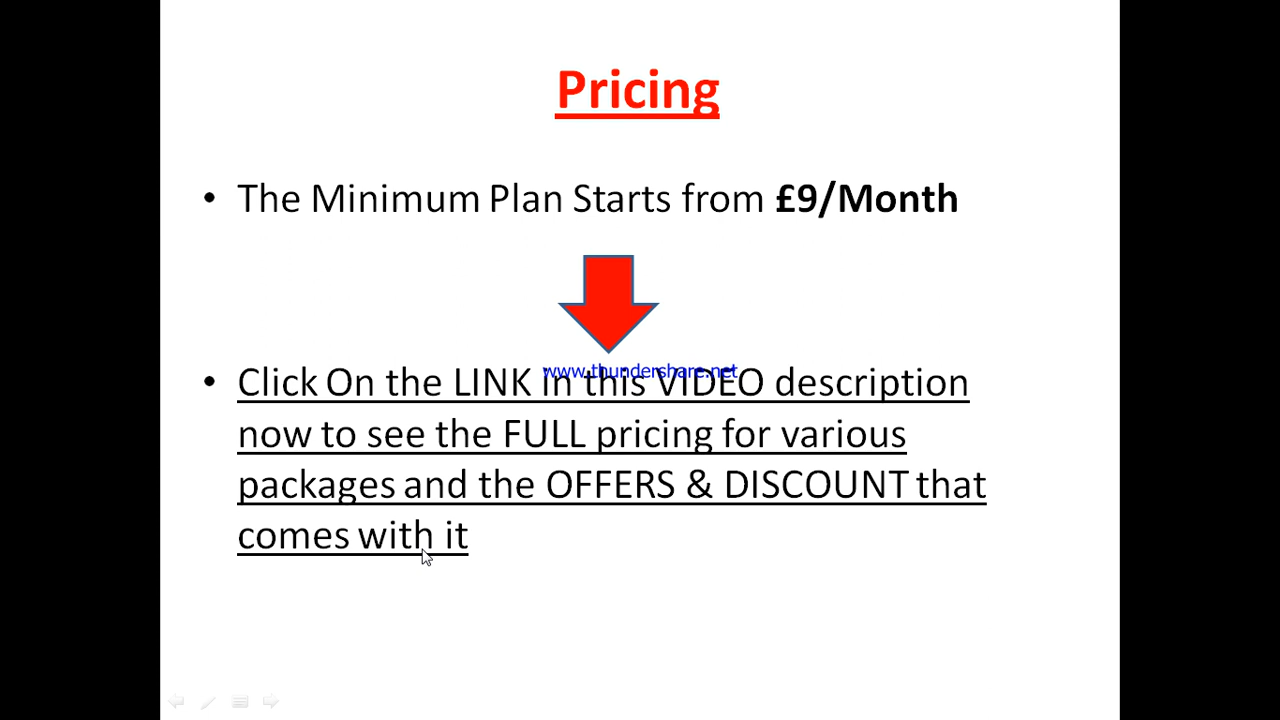 Pricing
• The Minimum Plan Starts from £9/Month
www.thundershare.net
• Click On the LINK in this VIDEO description
now to see the FULL pricing for various
packages and the OFFERS & DISCOUNT that
comes with it